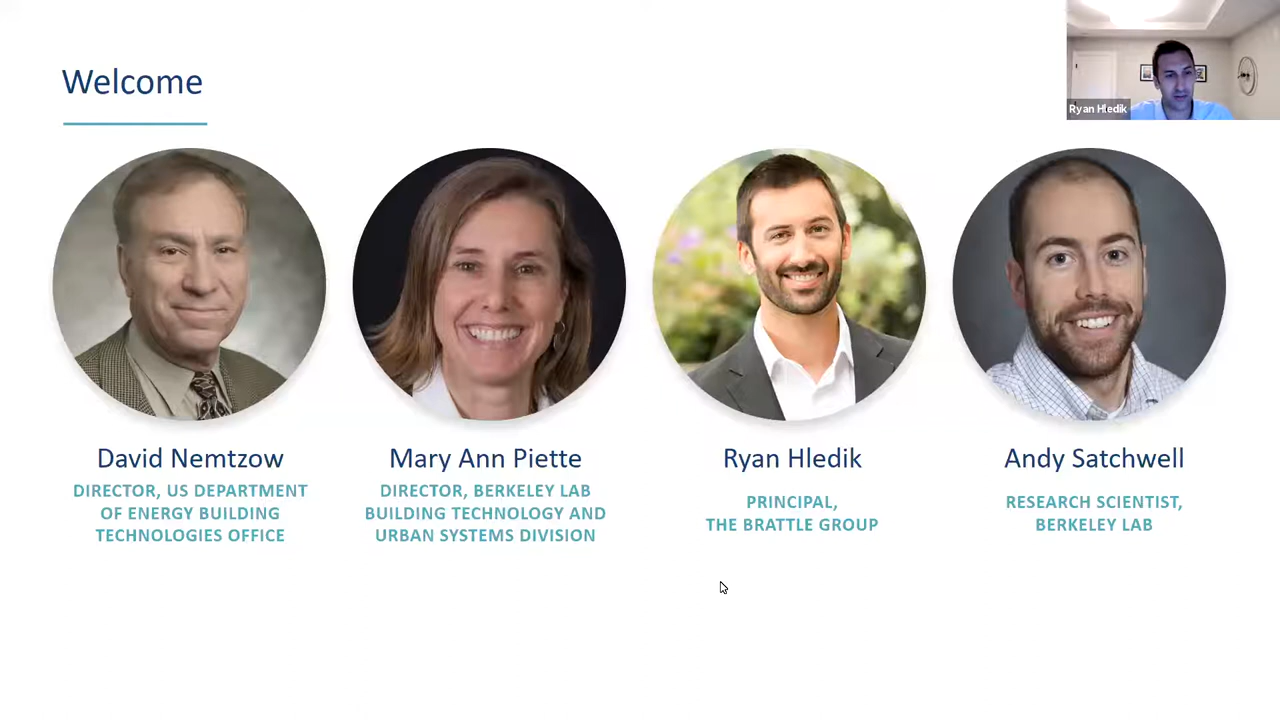 Welcome
Ryan Hledik
David Nemtzow
DIRECTOR, US DEPARTMENT
OF ENERGY BUILDING
TECHNOLOGIES OFFICE
Mary Ann Piette
DIRECTOR, BERKELEY LAB
BUILDING TECHNOLOGY AND
URBAN SYSTEMS DIVISION
Ryan Hledik
PRINCIPAL,
THE BRATTLE GROUP
Andy Satchwell
RESEARCH SCIENTIST,
BERKELEY LAB